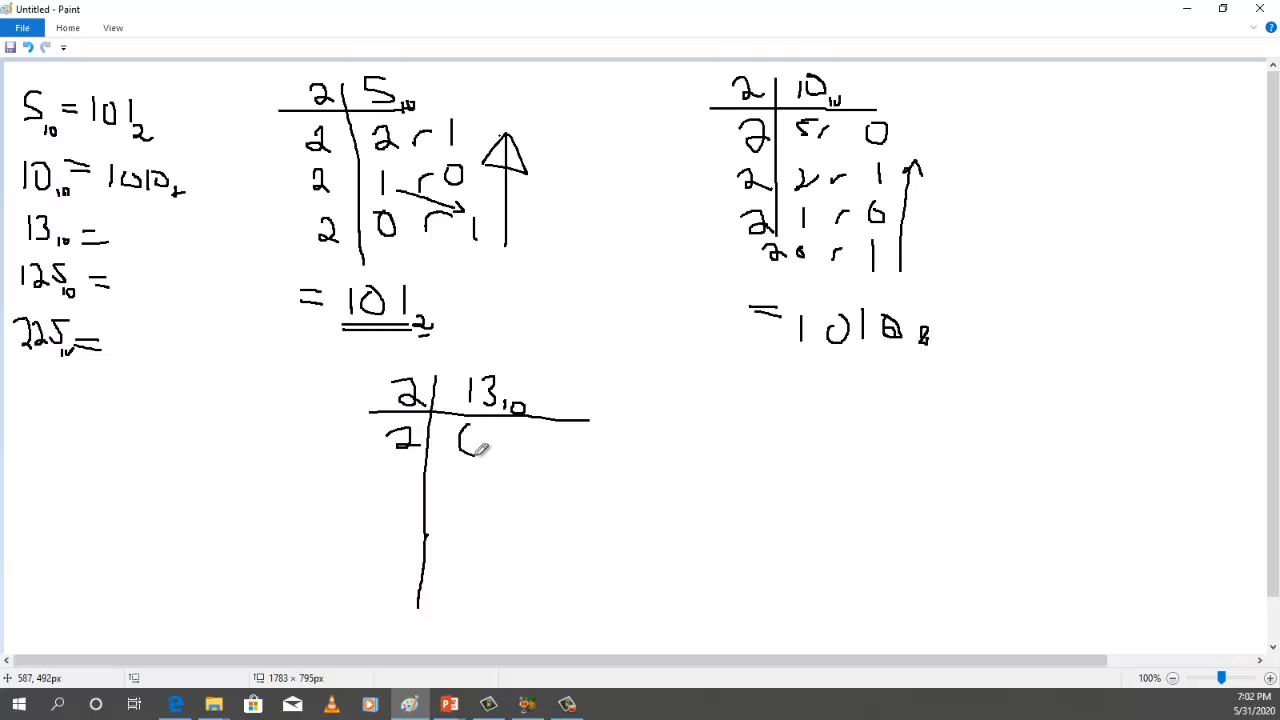 Untitled - Paint
File Home View
5₁₀ = 101₂
10₁₀ = 1010₂
13₁₀ =
125₁₀ =
225₁₀ =
2 5₁₀
2 2 r 1
2 1 r 0
2 0 r 1
= 101₂
2 10₁₀
2 5 r 0
2 2 r 1
2 1 r 0
2 0 r 1
= 1010₂
2 13₁₀
2
587, 492px
1783 × 795px
100%
7:02 PM
5/31/2020